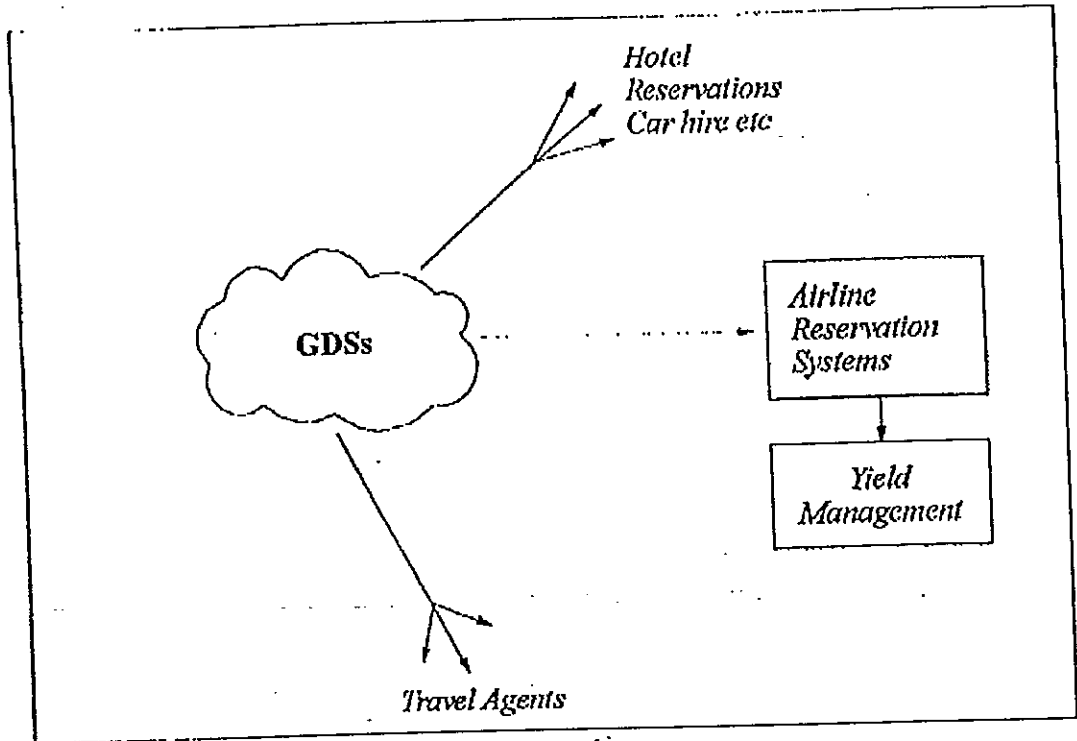 Hotel
Reservations
Car hire etc
GDSs
Airline
Reservation
Systems
Yield
Management
Travel Agents